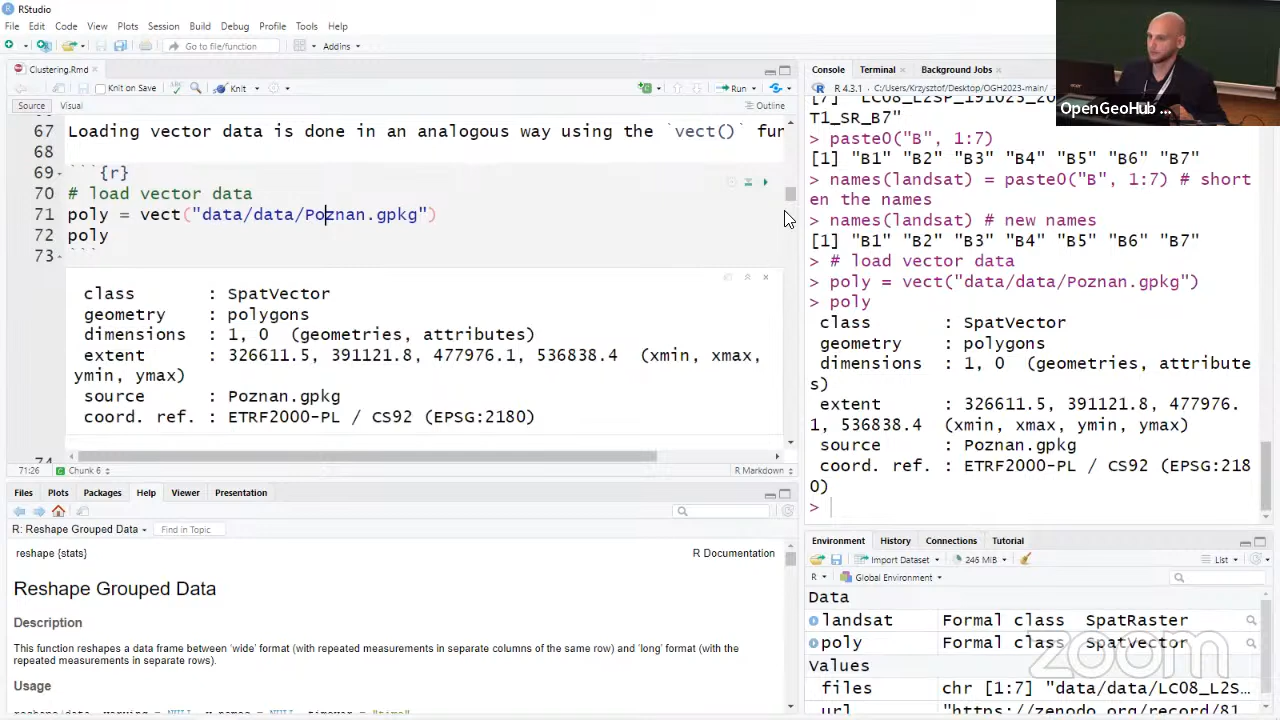 RStudio
File Edit Code View Plots Session Build Debug Profile Tools Help
Go to file/function
Addins
Clustering.Rmd
Knit on Save
Knit
Run
Source Visual
Outline
67 Loading vector data is done in an analogous way using the `vect()` fun
68
69 ```{r}
70 # load vector data
71 poly = vect("data/data/Poznan.gpkg")
72 poly
73 ```
class : SpatVector
geometry : polygons
dimensions : 1, 0 (geometries, attributes)
extent : 326611.5, 391121.8, 477976.1, 536838.4 (xmin, xmax,
ymin, ymax)
source : Poznan.gpkg
coord. ref. : ETRF2000-PL / CS92 (EPSG:2180)
74
71:26 Chunk 6 R Markdown
Files Plots Packages Help Viewer Presentation
R: Reshape Grouped Data Find in Topic
reshape {stats} R Documentation
Reshape Grouped Data
Description
This function reshapes a data frame between 'wide' format (with repeated measurements in separate columns of the same row) and 'long' format (with the
repeated measurements in separate rows).
Usage
Console Terminal Background Jobs
R 4.3.1 · C:/Users/Krzysztof/Desktop/OGH2023-main/
T1_SR_B7"
> paste0("B", 1:7)
[1] "B1" "B2" "B3" "B4" "B5" "B6" "B7"
> names(landsat) = paste0("B", 1:7) # short
en the names
> names(landsat) # new names
[1] "B1" "B2" "B3" "B4" "B5" "B6" "B7"
> # load vector data
> poly = vect("data/data/Poznan.gpkg")
> poly
class : SpatVector
geometry : polygons
dimensions : 1, 0 (geometries, attribute
s)
extent : 326611.5, 391121.8, 477976.
1, 536838.4 (xmin, xmax, ymin, ymax)
source : Poznan.gpkg
coord. ref. : ETRF2000-PL / CS92 (EPSG:218
0)
>
OpenGeoHub ...
Environment History Connections Tutorial
Import Dataset 246 MiB List
R Global Environment
Data
landsat Formal class SpatRaster
poly Formal class SpatVector
Values
files chr [1:7] "data/data/LC08_L2S...
url "https://zenodo.org/record/81...
zoom